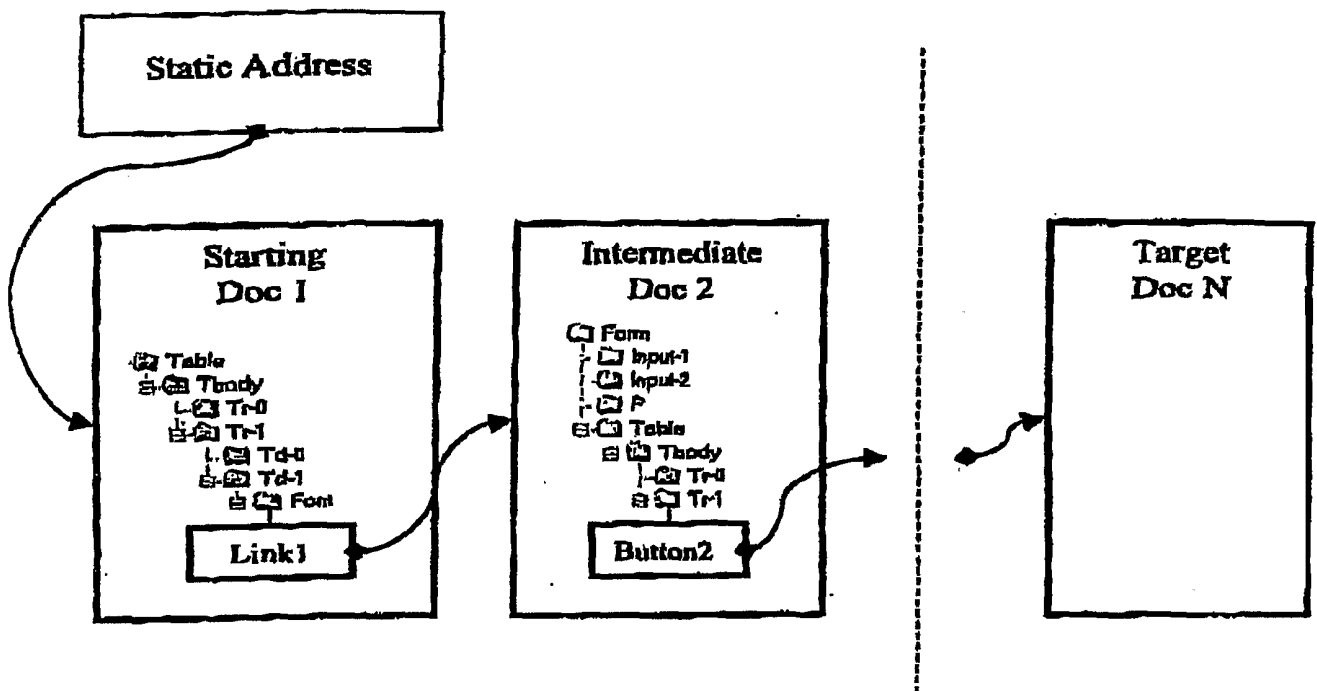 Static Address
Starting
Doc 1
Table
Tbody
Tr-0
Tr-1
Td-0
Td-1
Form
Link1
Intermediate
Doc 2
Form
Input-1
Input-2
P
Table
Tbody
Tr-0
Tr-1
Button2
Target
Doc N